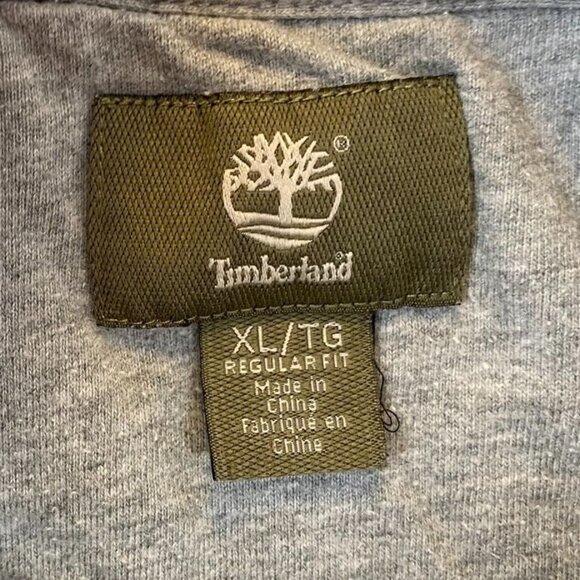 ®
Timberland
XL/TG
REGULAR FIT
Made in
China
Fabriqué en
Chine